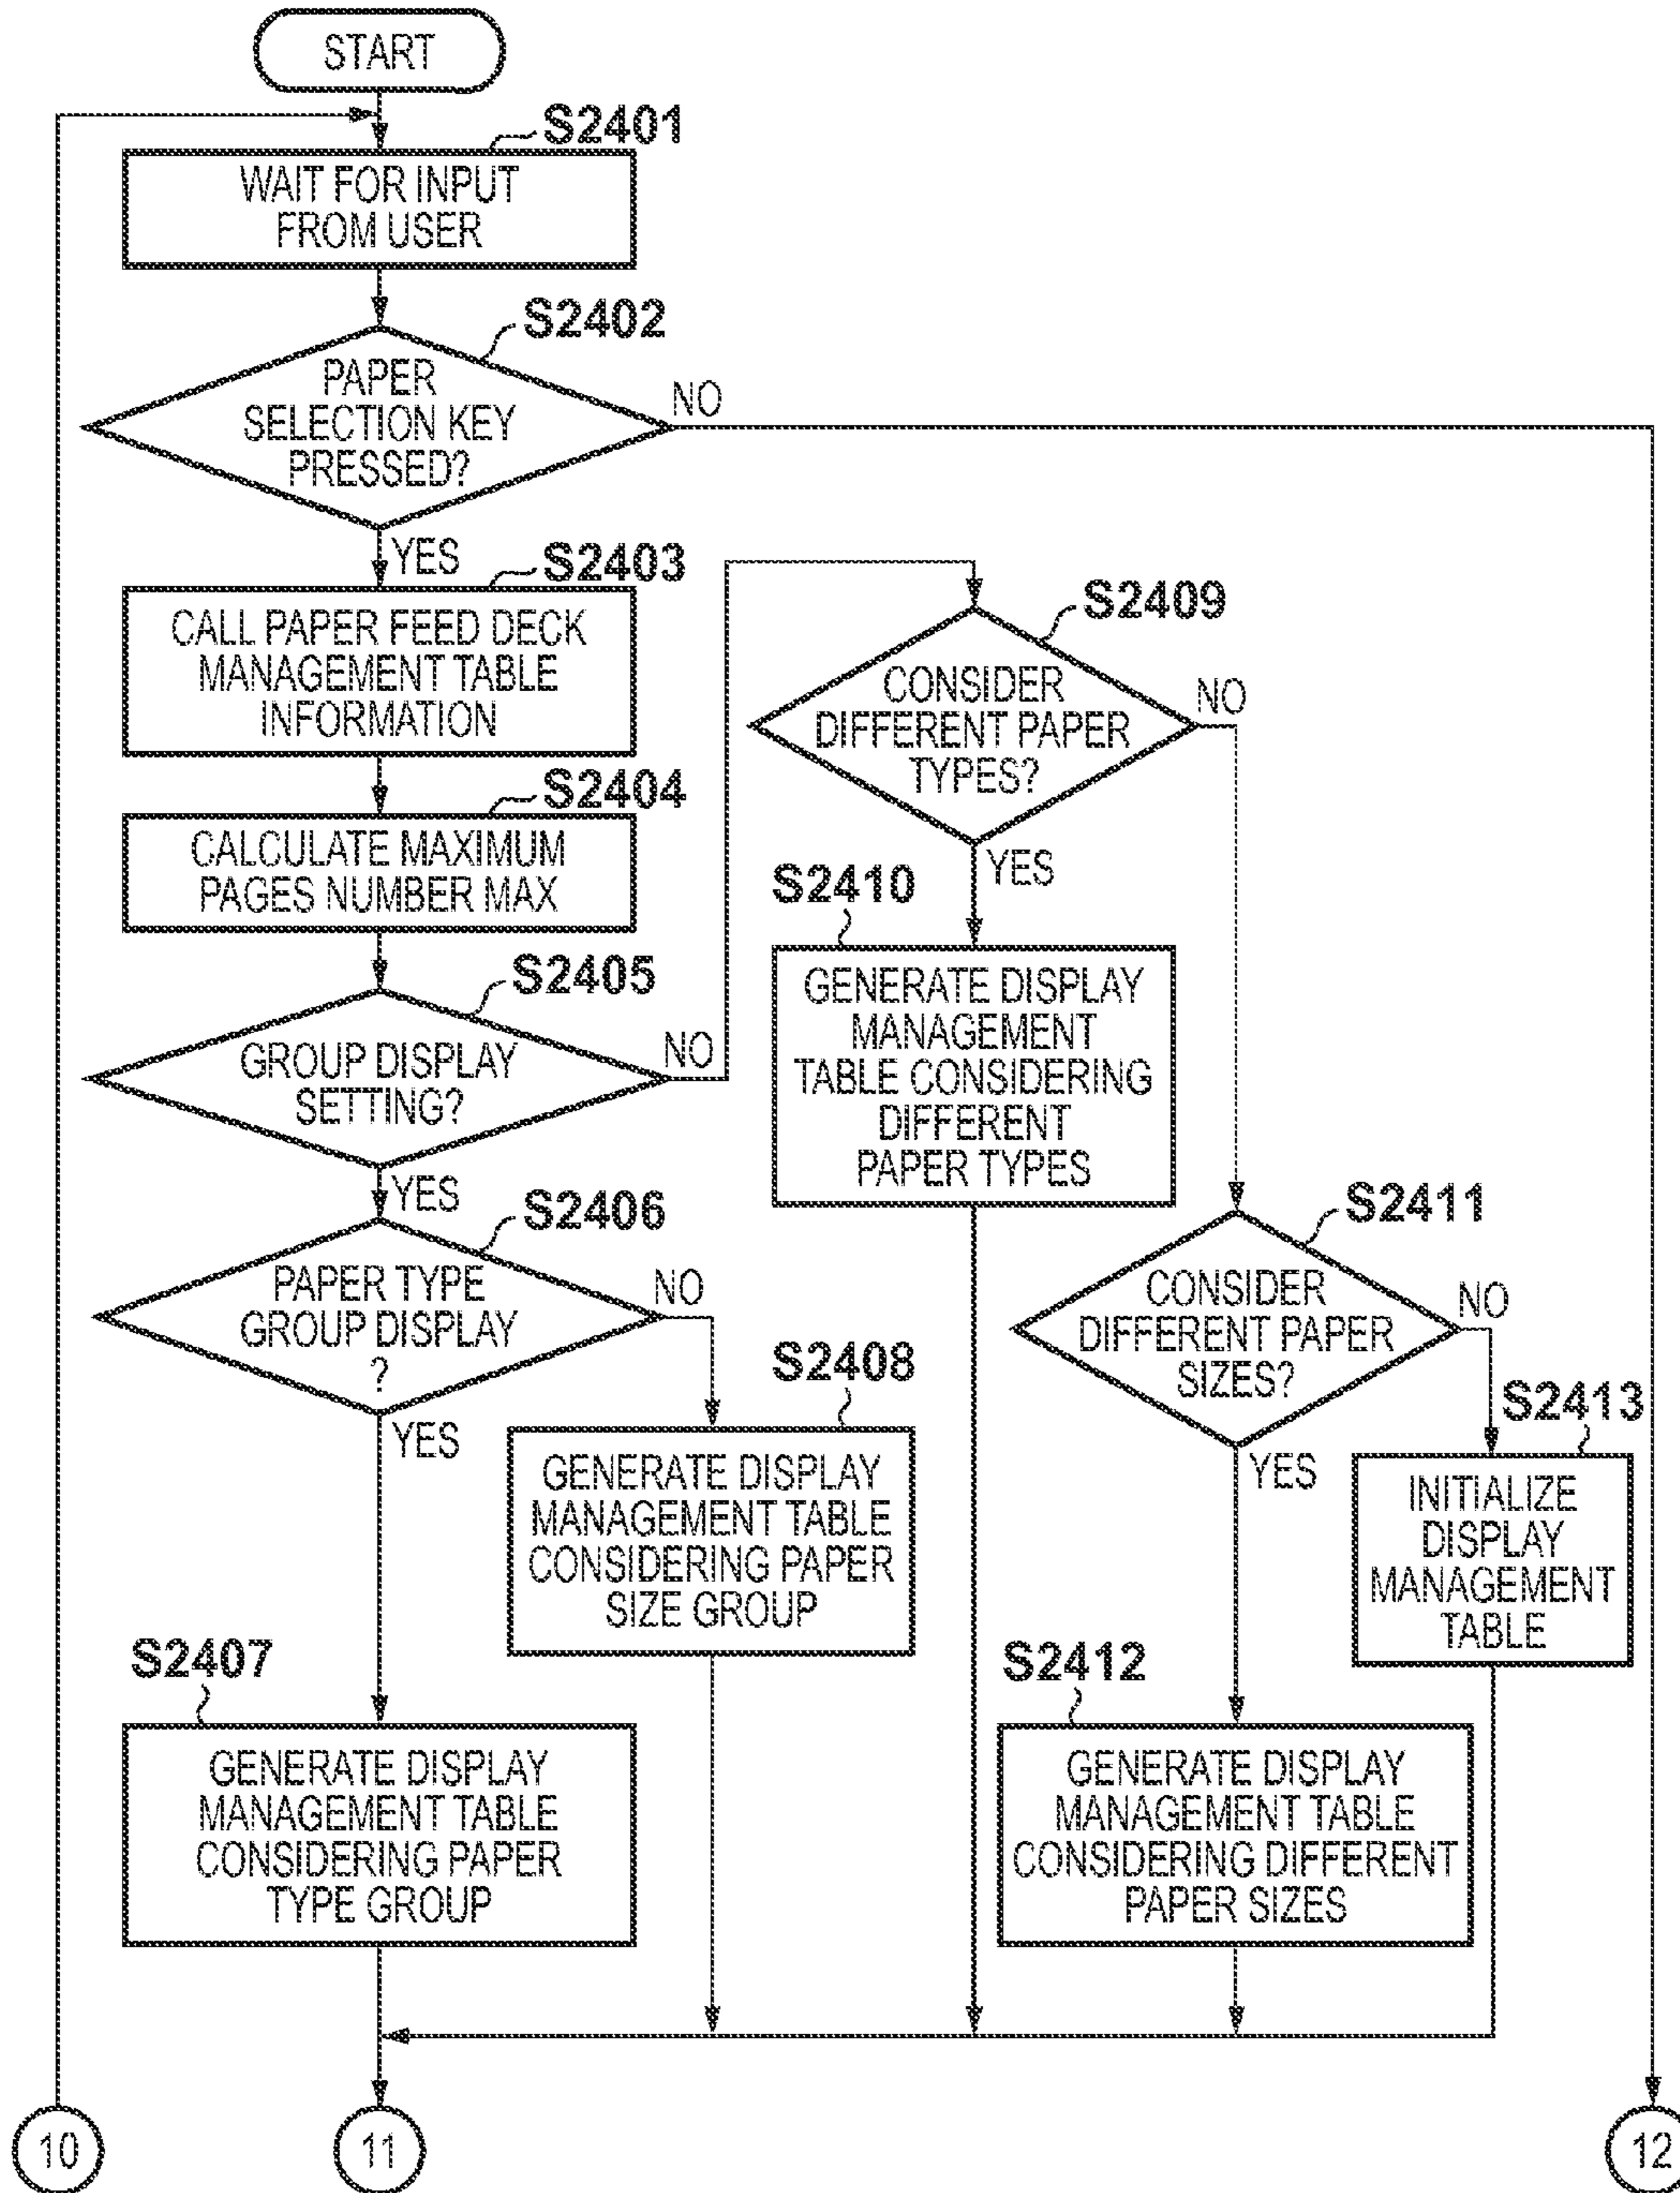 START
S2401
WAIT FOR INPUT
FROM USER
S2402
PAPER
SELECTION KEY
PRESSED?
NO
YES
S2403
CALL PAPER FEED DECK
MANAGEMENT TABLE
INFORMATION
S2404
CALCULATE MAXIMUM
PAGES NUMBER MAX
S2405
GROUP DISPLAY
SETTING?
NO
YES
S2406
PAPER TYPE
GROUP DISPLAY
?
NO
YES
S2408
GENERATE DISPLAY
MANAGEMENT TABLE
CONSIDERING PAPER
SIZE GROUP
S2407
GENERATE DISPLAY
MANAGEMENT TABLE
CONSIDERING PAPER
TYPE GROUP
S2409
CONSIDER
DIFFERENT PAPER
TYPES?
NO
YES
S2410
GENERATE DISPLAY
MANAGEMENT
TABLE CONSIDERING
DIFFERENT
PAPER TYPES
S2411
CONSIDER
DIFFERENT PAPER
SIZES?
NO
YES
S2413
INITIALIZE
DISPLAY
MANAGEMENT
TABLE
S2412
GENERATE DISPLAY
MANAGEMENT TABLE
CONSIDERING DIFFERENT
PAPER SIZES
10
11
12